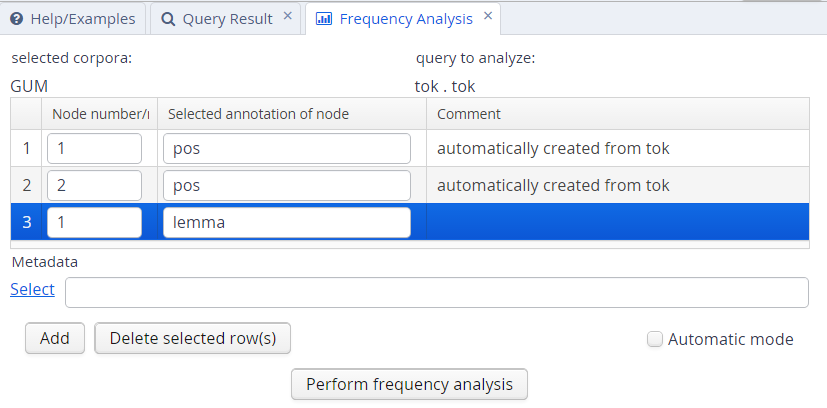 Help/Examples Query Result × Frequency Analysis ×
selected corpora: query to analyze:
GUM tok . tok
Node number/ Selected annotation of node Comment
1 1 pos automatically created from tok
2 2 pos automatically created from tok
3 1 lemma
Metadata
Select
Add Delete selected row(s) Automatic mode
Perform frequency analysis